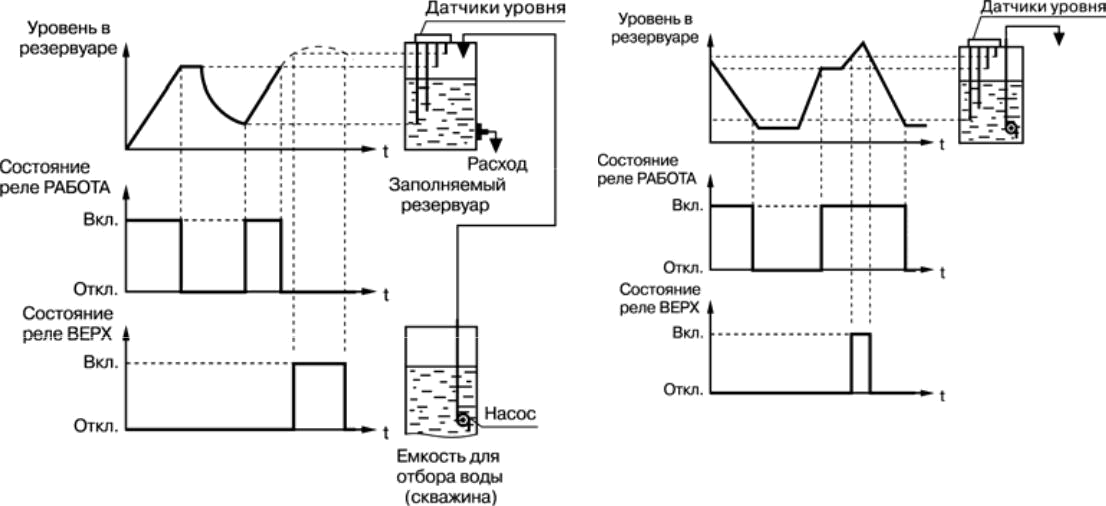 Датчики уровня
Уровень в
резервуаре
t
Расход
Заполняемый
резервуар
Состояние
реле РАБОТА
Вкл.
Откл.
t
Состояние
реле ВЕРХ
Вкл.
Откл.
t
Насос
Емкость для
отбора воды
(скважина)
Датчики уровня
Уровень в
резервуаре
t
Состояние
реле РАБОТА
Вкл.
Откл.
t
Состояние
реле ВЕРХ
Вкл.
Откл.
t